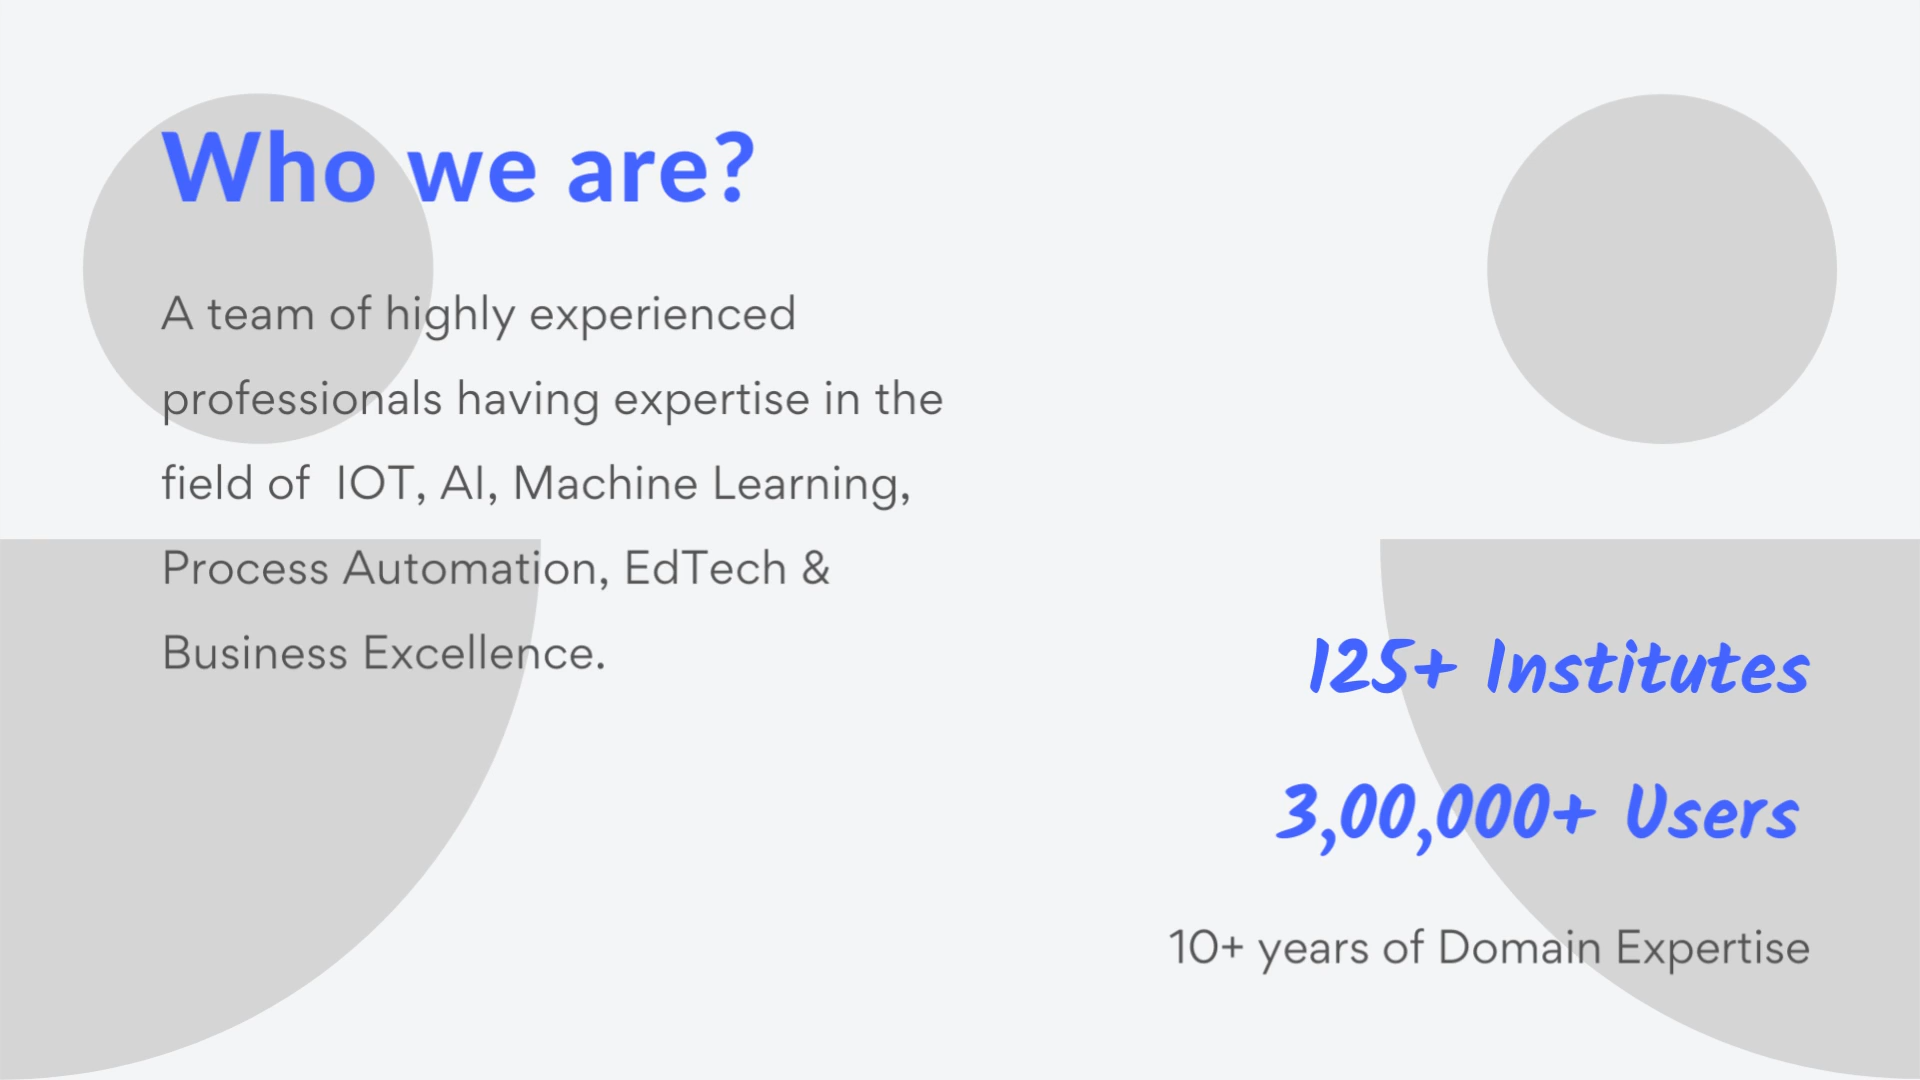 Who we are?
A team of highly experienced
professionals having expertise in the
field of  IOT, AI, Machine Learning,
Process Automation, EdTech &
Business Excellence.
125+ Institutes
3,00,000+ Users
10+ years of Domain Expertise